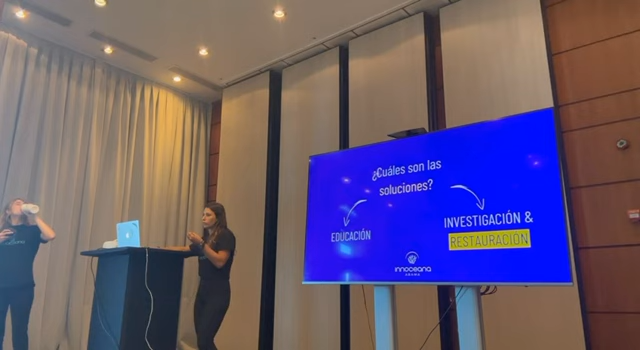 ¿Cuáles son las
soluciones?
EDUCACIÓN
INVESTIGACIÓN &
RESTAURACIÓN
innoceana